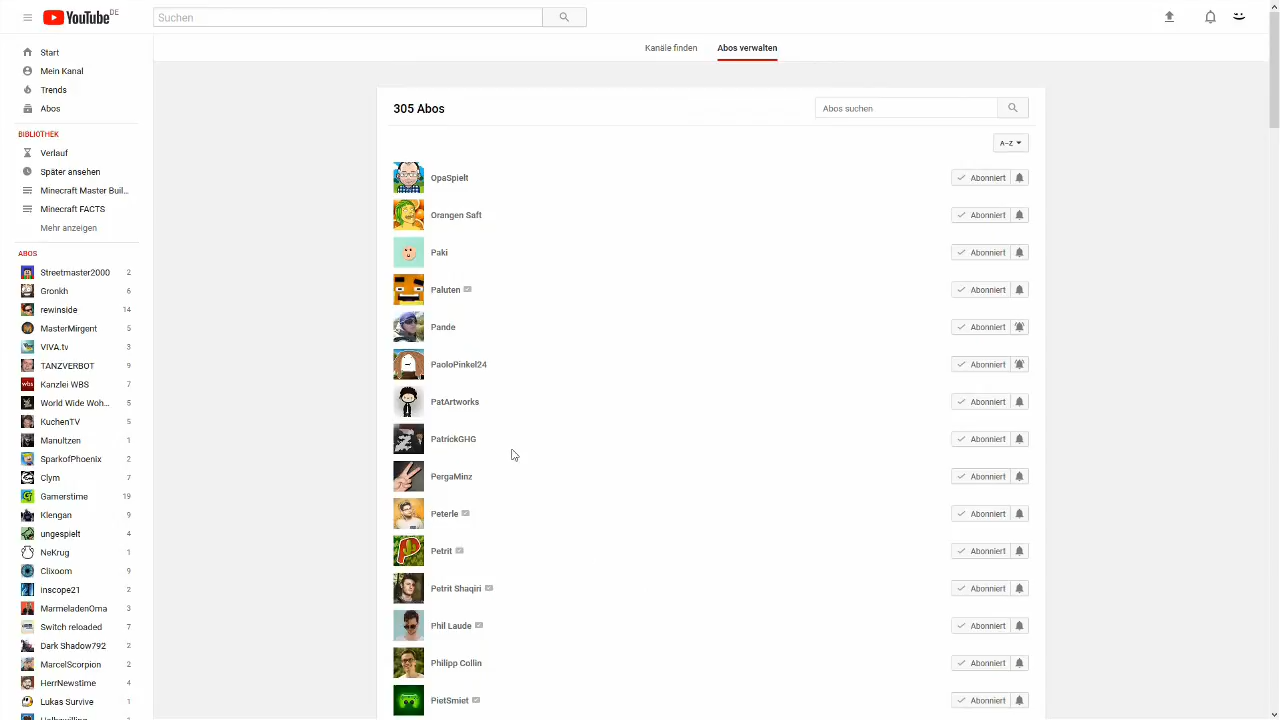 YouTube DE
Suchen
Start
Mein Kanal
Trends
Abos
BIBLIOTHEK
Verlauf
Später ansehen
Minecraft Master Buil...
Minecraft FACTS
Mehr anzeigen
ABOS
Streetmaster2000 2
Gronkh 6
rewinside 14
MasterMirgent 5
VIVA.tv 3
TANZVERBOT 9
Kanzlei WBS 7
World Wide Woh... 5
KuchenTV 5
Manultzen 1
SparkofPhoenix 2
Clym 7
Gamerstime 19
Klengan 9
ungespielt 4
NeKrug 1
Clixoom 9
inscope21 2
MarmeladenOma 3
Switch reloaded 7
Dark Shadow792 2
MarcelScorpion 2
HerrNewstime 4
Lukas Survive 1
Kanäle finden
Abos verwalten
305 Abos
Abos suchen
A–Z
OpaSpielt Abonniert
Orangen Saft Abonniert
Paki Abonniert
Paluten Abonniert
Pande Abonniert
PaoloPinkel24 Abonniert
PatArtworks Abonniert
PatrickGHG Abonniert
PergaMinz Abonniert
Peterle Abonniert
Petrit Abonniert
Petrit Shaqiri Abonniert
Phil Laude Abonniert
Philipp Collin Abonniert
PietSmiet Abonniert